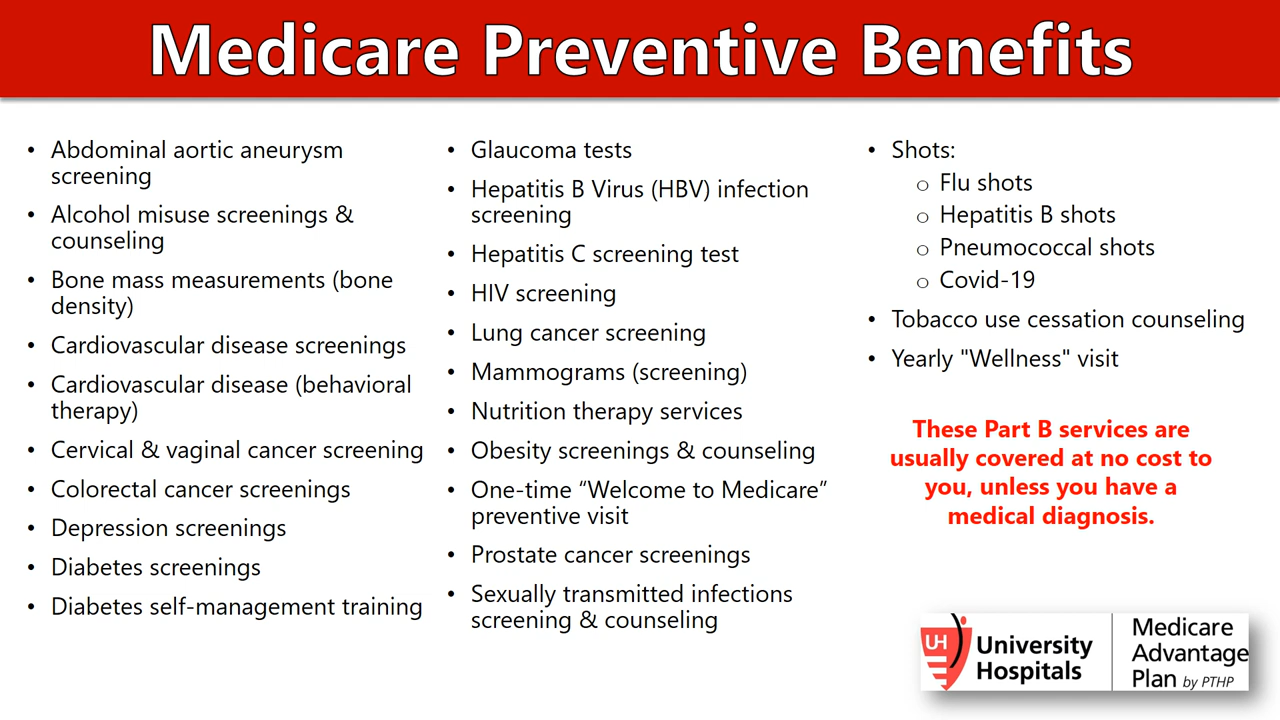 Medicare Preventive Benefits
• Abdominal aortic aneurysm
screening
• Alcohol misuse screenings &
counseling
• Bone mass measurements (bone
density)
• Cardiovascular disease screenings
• Cardiovascular disease (behavioral
therapy)
• Cervical & vaginal cancer screening
• Colorectal cancer screenings
• Depression screenings
• Diabetes screenings
• Diabetes self-management training
• Glaucoma tests
• Hepatitis B Virus (HBV) infection
screening
• Hepatitis C screening test
• HIV screening
• Lung cancer screening
• Mammograms (screening)
• Nutrition therapy services
• Obesity screenings & counseling
• One-time “Welcome to Medicare”
preventive visit
• Prostate cancer screenings
• Sexually transmitted infections
screening & counseling
• Shots:
o Flu shots
o Hepatitis B shots
o Pneumococcal shots
o Covid-19
• Tobacco use cessation counseling
• Yearly "Wellness" visit
These Part B services are
usually covered at no cost to
you, unless you have a
medical diagnosis.
UH
University
Hospitals
Medicare
Advantage
Plan by PTHP